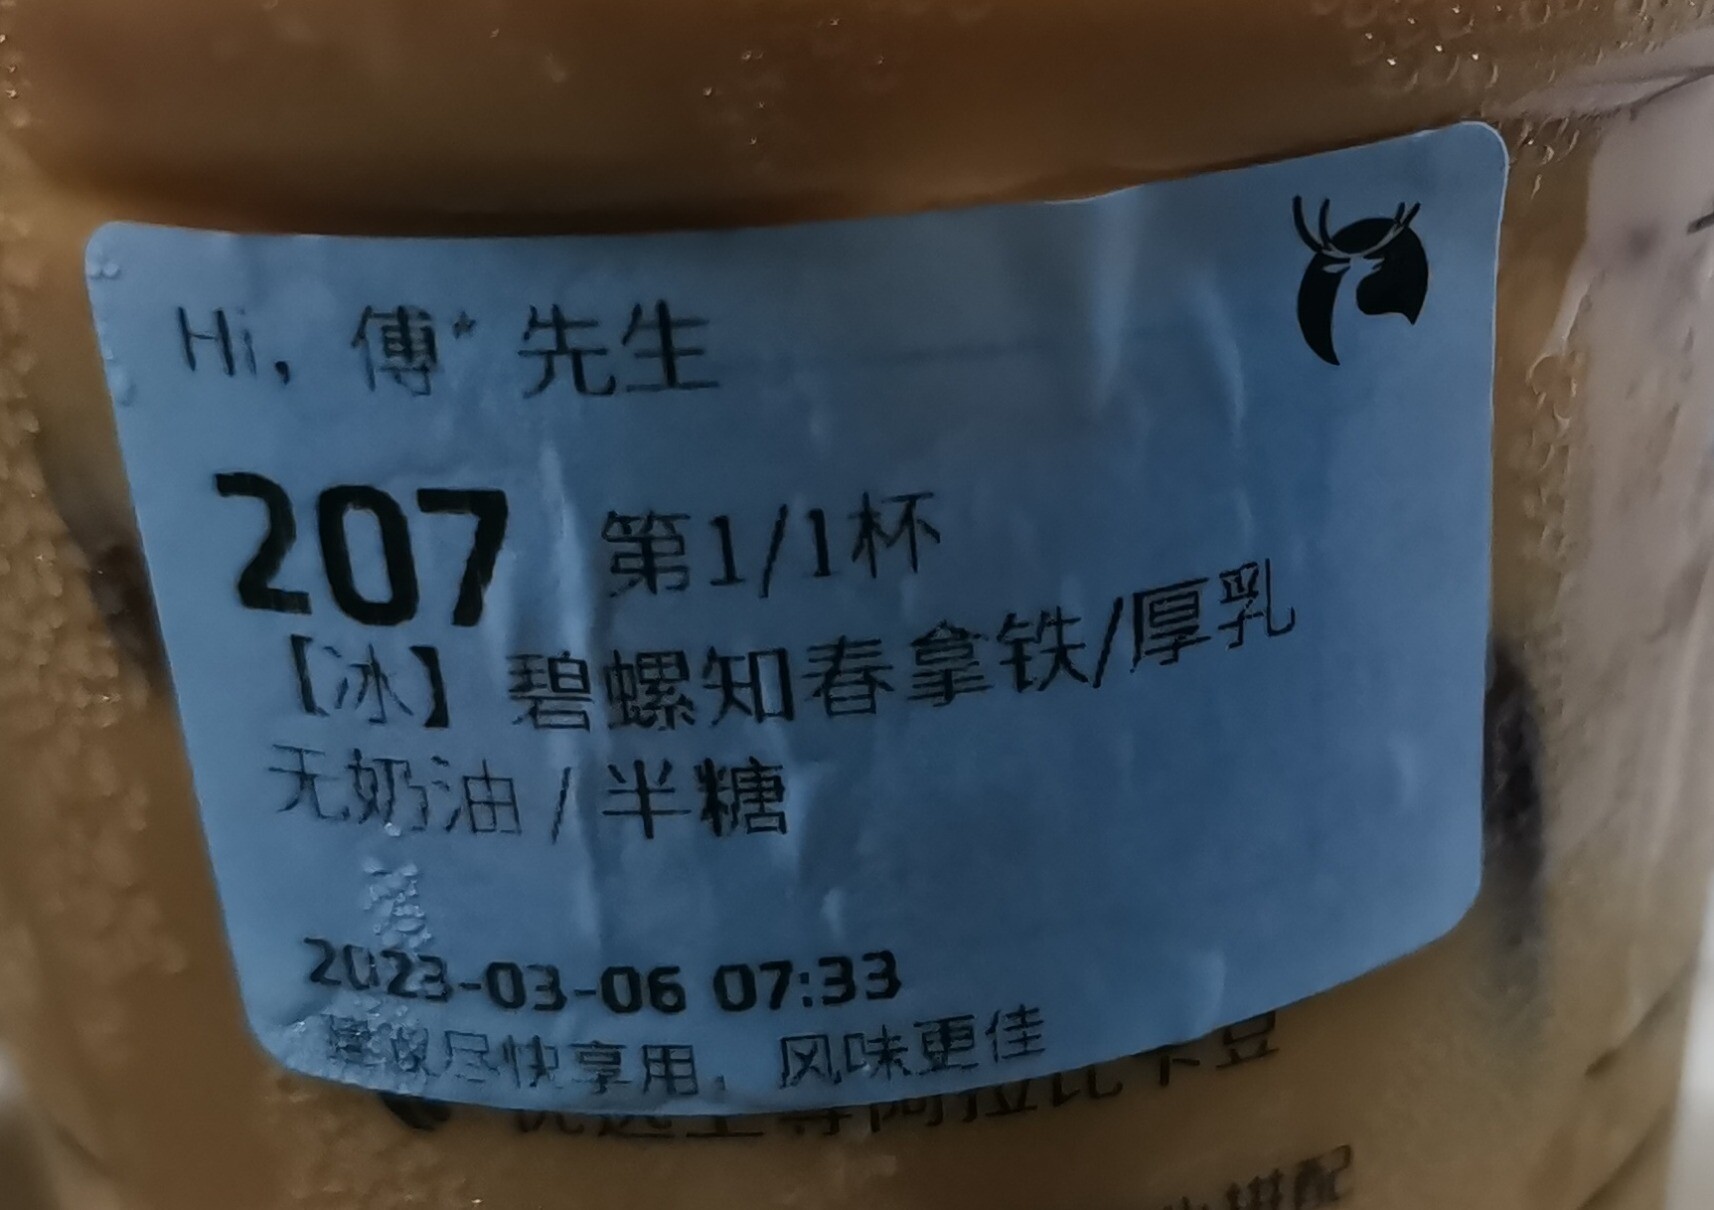 Hi, 傅* 先生
207 第1/1杯
【冰】碧螺知春拿铁/厚乳
无奶油/半糖
2023-03-06 07:33
建议尽快享用，风味更佳